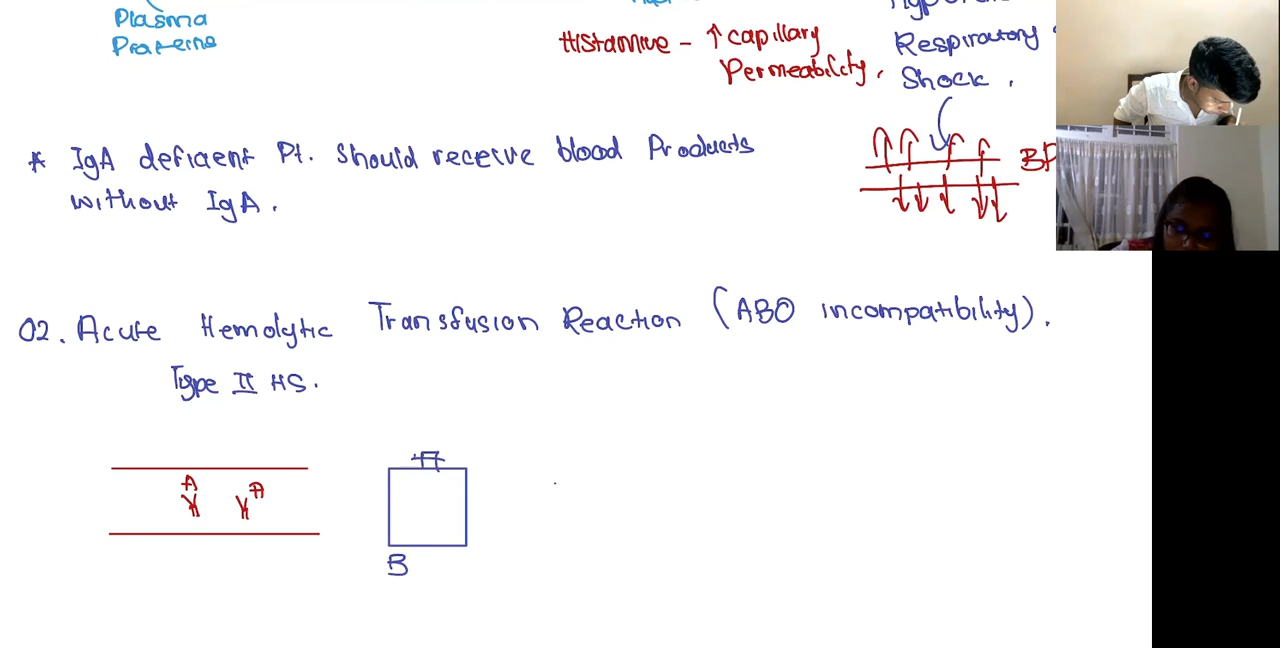 Plasma
Proteins
Histamine - ↑ capillary
Permeability,
Respiratory
Shock.
* IgA deficient Pt. should receive blood Products
without IgA.
02. Acute Hemolytic Transfusion Reaction (ABO incompatibility).
Type II HS.
A
A
B